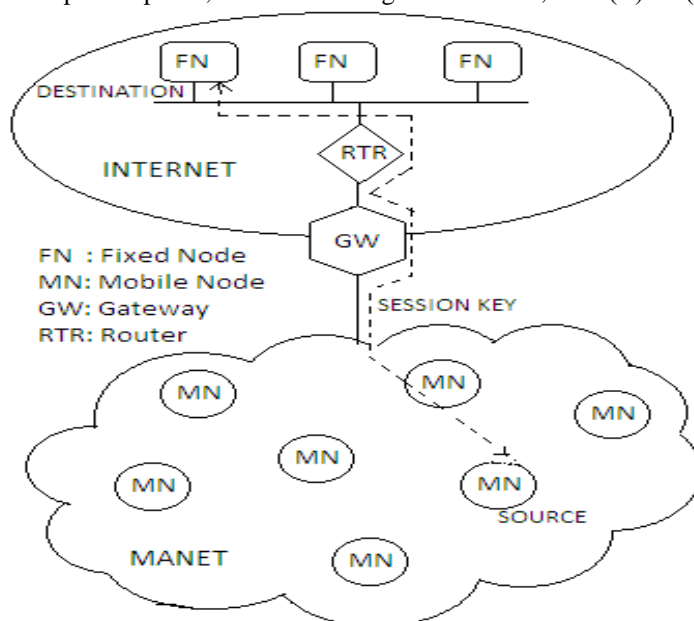 FN FN FN
DESTINATION
RTR
INTERNET
GW
FN : Fixed Node
MN: Mobile Node
GW: Gateway
RTR: Router
SESSION KEY
MN
MN
MN
MN
MN
MN
SOURCE
MANET
MN